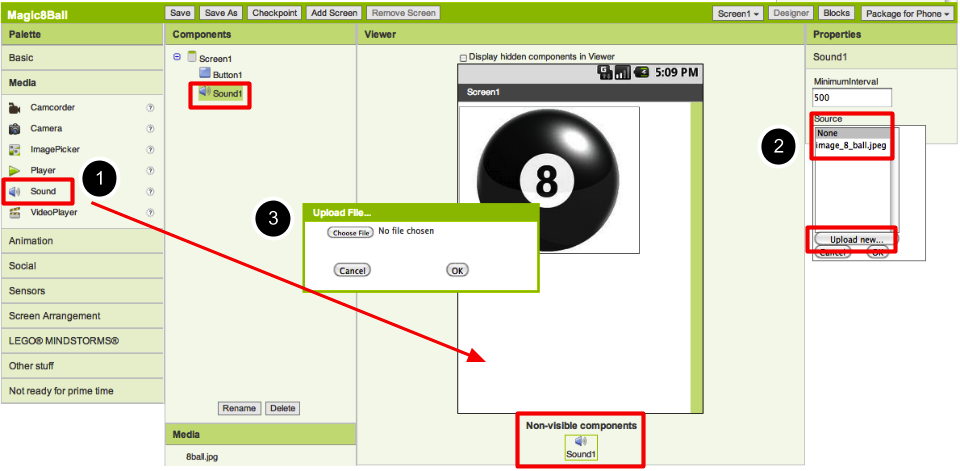 Magic8Ball
Save Save As Checkpoint Add Screen Remove Screen Screen1 Designer Blocks Package for Phone
Palette
Basic
Media
Camcorder
Camera
ImagePicker
Player
Sound
VideoPlayer
Animation
Social
Sensors
Screen Arrangement
LEGO® MINDSTORMS®
Other stuff
Not ready for prime time
1
Components
Screen1
Button1
Sound1
Rename Delete
Media
8ball.jpg
Viewer
Display hidden components in Viewer
5:09 PM
Screen1
8
3
Upload File...
Choose File No file chosen
Cancel OK
Non-visible components
Sound1
Properties
Sound1
MinimumInterval
500
Source
2
None
image_8_ball.jpeg
Upload new...
Cancel OK